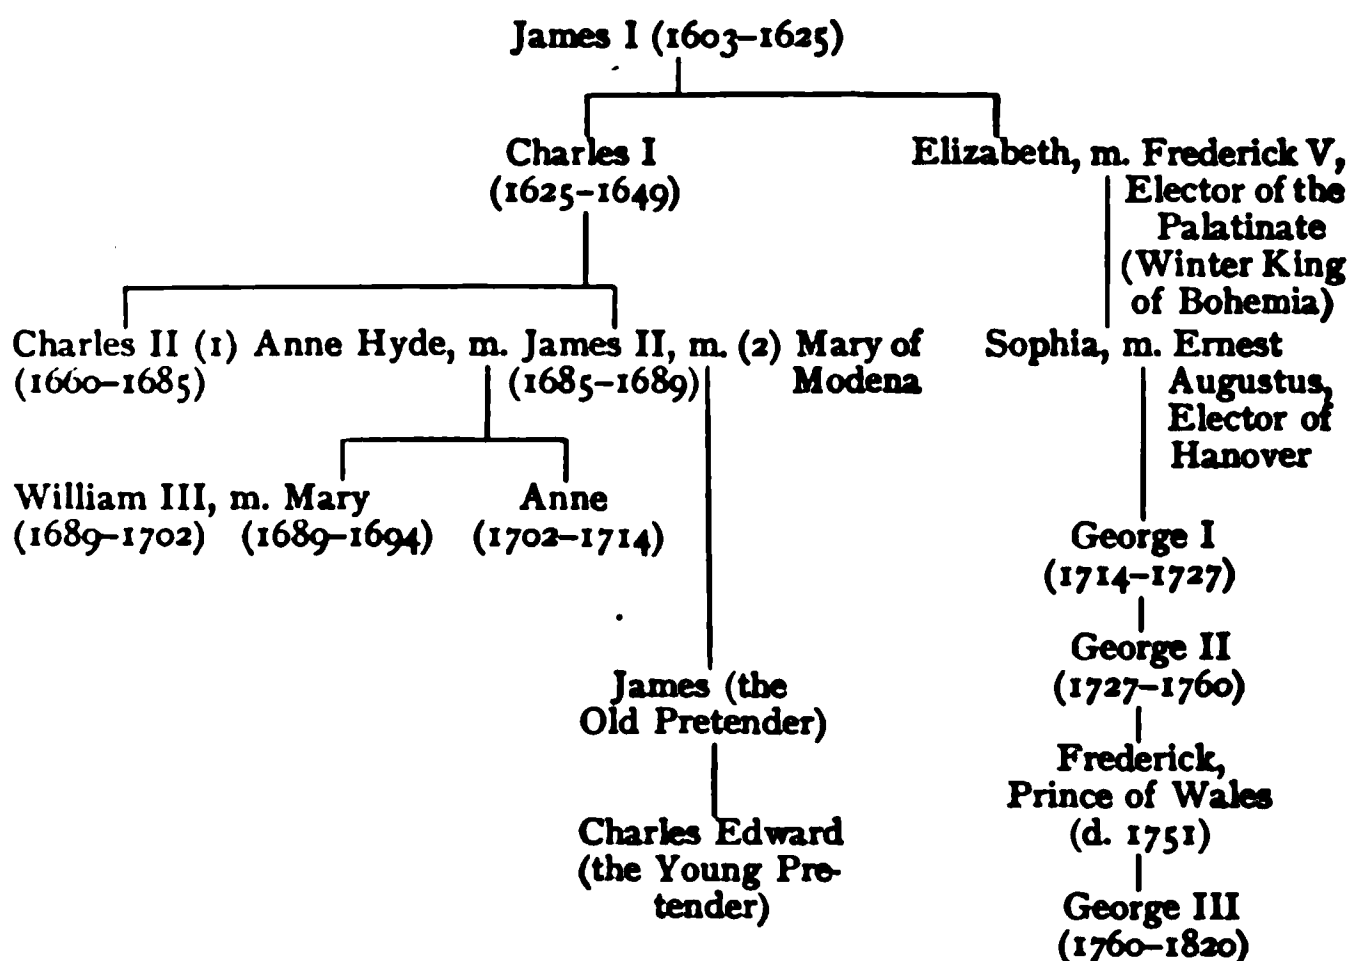 James I (1603–1625)
Charles I
(1625–1649)
Elizabeth, m. Frederick V,
Elector of the
Palatinate
(Winter King
of Bohemia)
Charles II (1) Anne Hyde, m. James II, m. (2) Mary of
(1660–1685)
(1685–1689)
Modena
Sophia, m. Ernest
Augustus,
Elector of
Hanover
William III, m. Mary
(1689–1702) (1689–1694)
Anne
(1702–1714)
George I
(1714–1727)
George II
(1727–1760)
James (the
Old Pretender)
Frederick,
Prince of Wales
(d. 1751)
Charles Edward
(the Young Pre-
tender)
George III
(1760–1820)